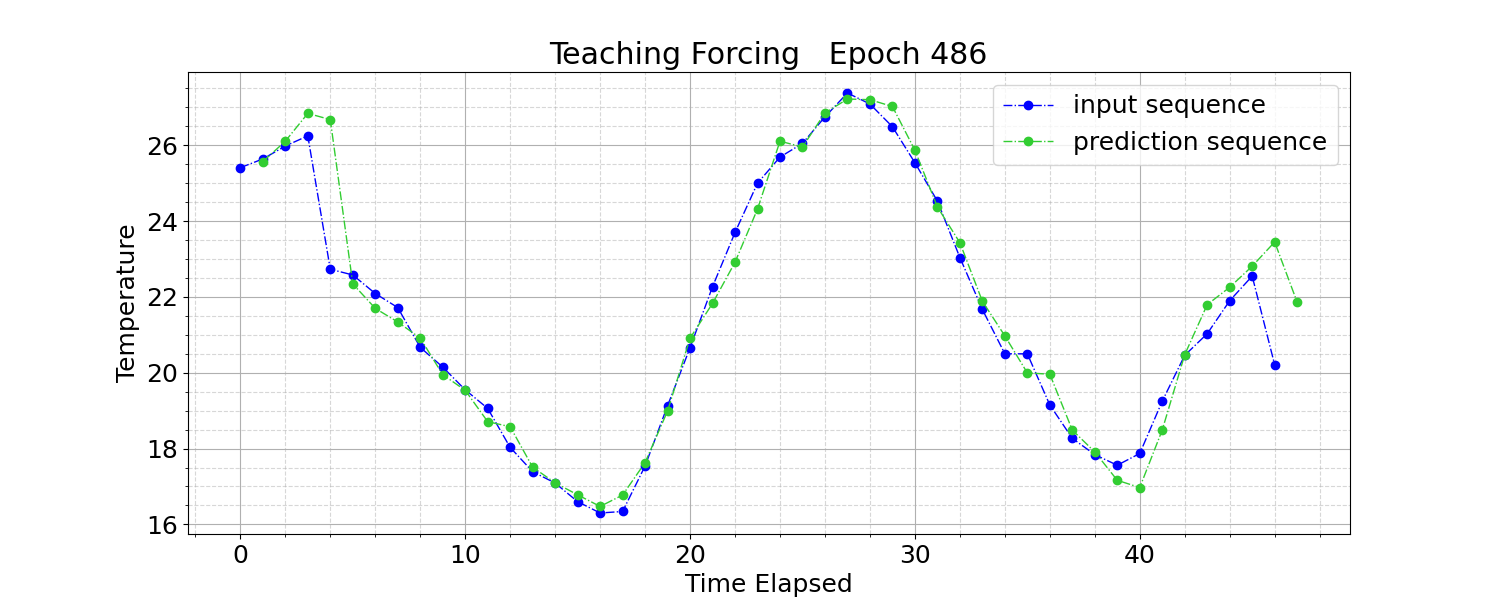 Teaching Forcing   Epoch 486
input sequence
prediction sequence
Temperature
26
24
22
20
18
16
0 10 20 30 40
Time Elapsed